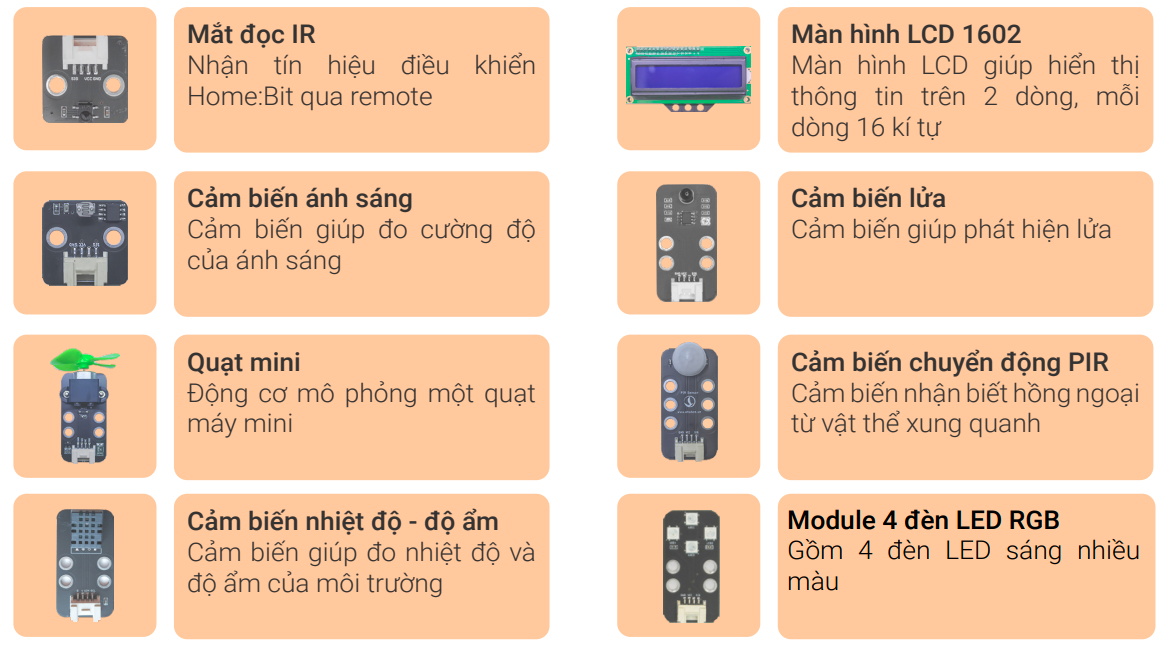 Mắt đọc IR
Nhận tín hiệu điều khiển
Home:Bit qua remote
Màn hình LCD 1602
Màn hình LCD giúp hiển thị
thông tin trên 2 dòng, mỗi
dòng 16 kí tự
Cảm biến ánh sáng
Cảm biến giúp đo cường độ
của ánh sáng
Cảm biến lửa
Cảm biến giúp phát hiện lửa
Quạt mini
Động cơ mô phỏng một quạt
máy mini
Cảm biến chuyển động PIR
Cảm biến nhận biết hồng ngoại
từ vật thể xung quanh
Cảm biến nhiệt độ - độ ẩm
Cảm biến giúp đo nhiệt độ và
độ ẩm của môi trường
Module 4 đèn LED RGB
Gồm 4 đèn LED sáng nhiều
màu